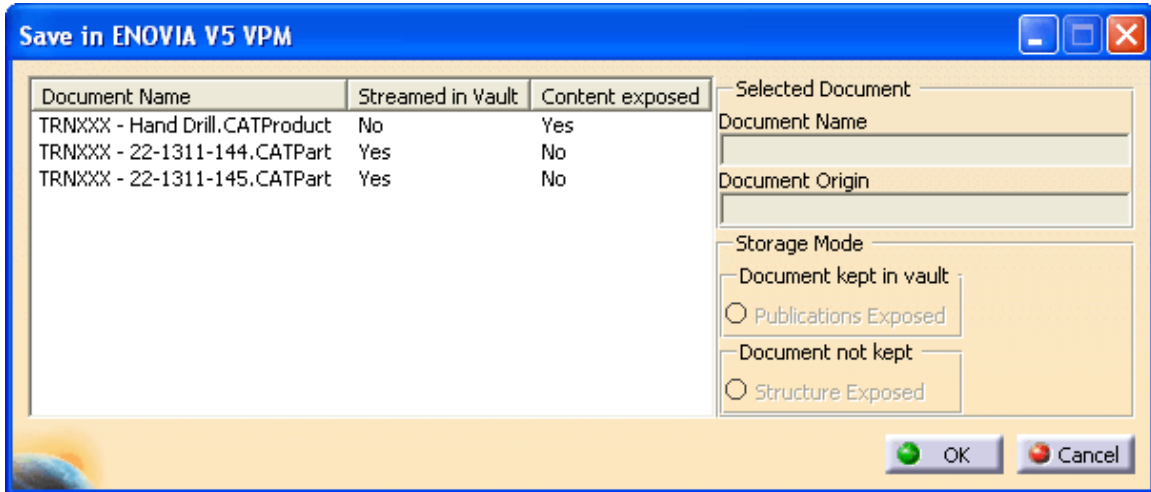 Save in ENOVIA V5 VPM
Document Name Streamed in Vault Content exposed
TRNXXX - Hand Drill.CATProduct No Yes
TRNXXX - 22-1311-144.CATPart Yes No
TRNXXX - 22-1311-145.CATPart Yes No
Selected Document
Document Name
Document Origin
Storage Mode
Document kept in vault
Publications Exposed
Document not kept
Structure Exposed
OK Cancel